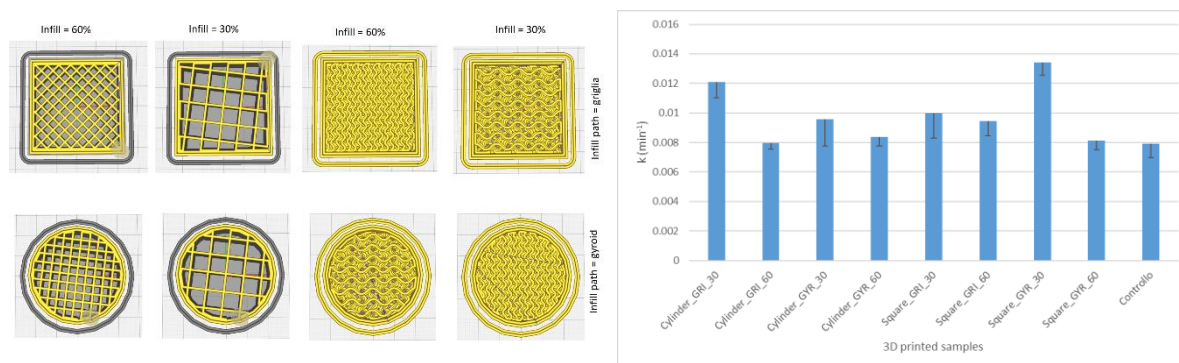 Infill = 60%
Infill = 30%
Infill = 60%
Infill = 30%
Infill path = griglia
Infill path = gyroid
0.016
0.014
0.012
0.01
0.008
0.006
0.004
0.002
0
k (min⁻¹)
Cylinder_GRI_30
Cylinder_GRI_60
Cylinder_GYR_30
Cylinder_GYR_60
Square_GRI_30
Square_GRI_60
Square_GYR_30
Square_GYR_60
Controllo
3D printed samples